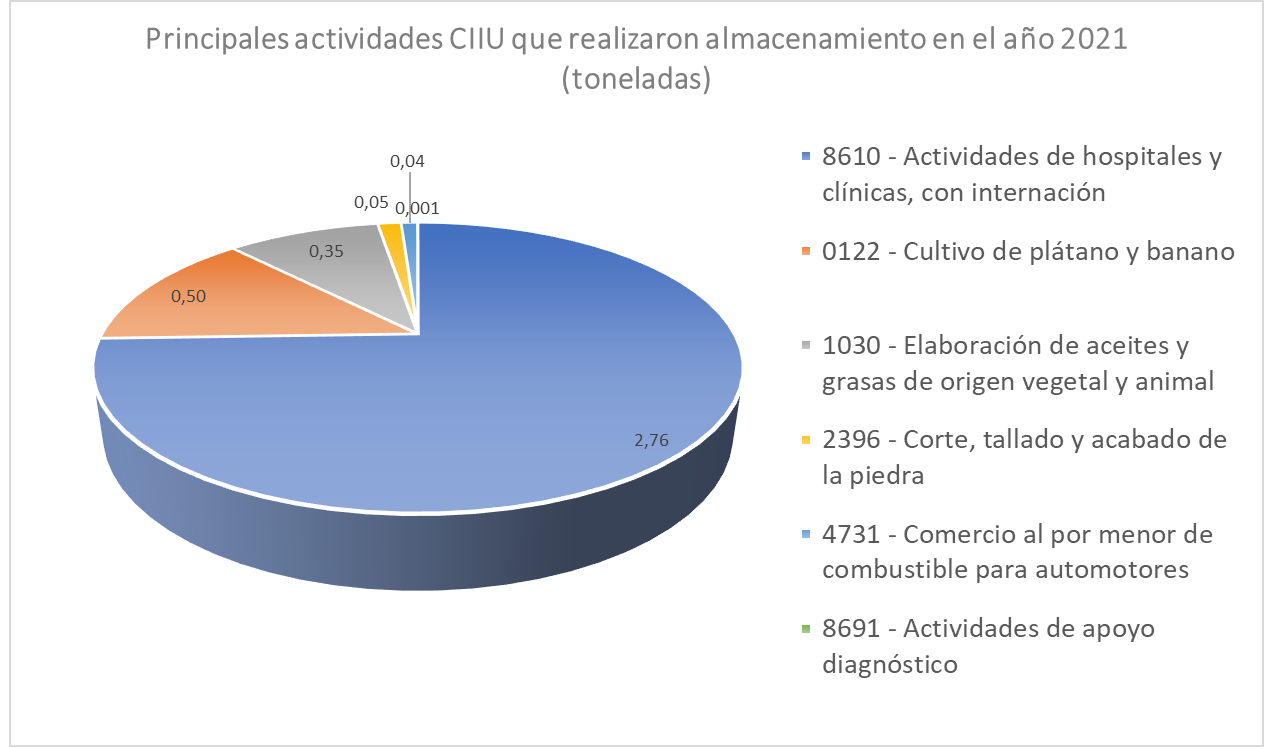 Principales actividades CIIU que realizaron almacenamiento en el año 2021
(toneladas)
0,04
0,05
0,001
0,35
0,50
2,76
8610 - Actividades de hospitales y
clínicas, con internación
0122 - Cultivo de plátano y banano
1030 - Elaboración de aceites y
grasas de origen vegetal y animal
2396 - Corte, tallado y acabado de
la piedra
4731 - Comercio al por menor de
combustible para automotores
8691 - Actividades de apoyo
diagnóstico